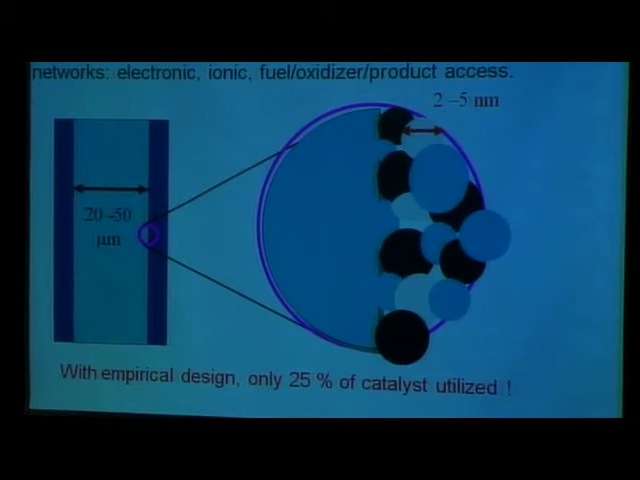 networks: electronic, ionic, fuel/oxidizer/product access.
2 –5 nm
20 -50
μm
With empirical design, only 25 % of catalyst utilized !